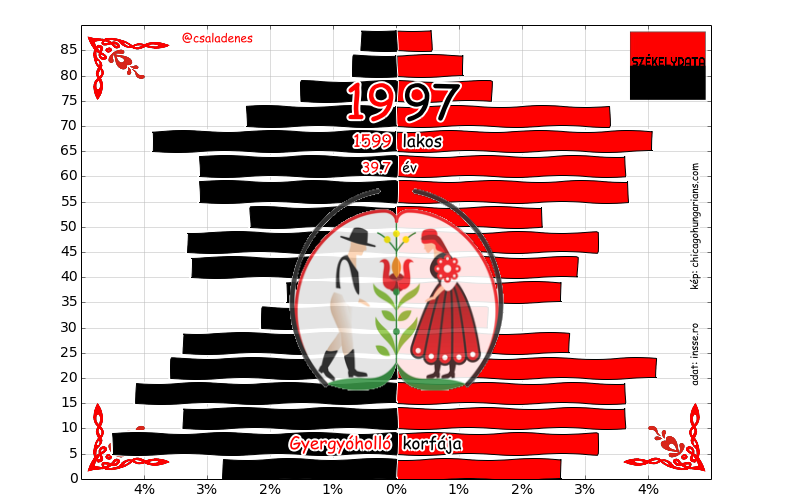 @csaladenes
SZÉKELYDATA
1997
1599 lakos
39.7 év
kép: chicagohungarians.com
adat: insse.ro
Gyergyóholló korfája
85
80
75
70
65
60
55
50
45
40
35
30
25
20
15
10
5
0
4% 3% 2% 1% 0% 1% 2% 3% 4%